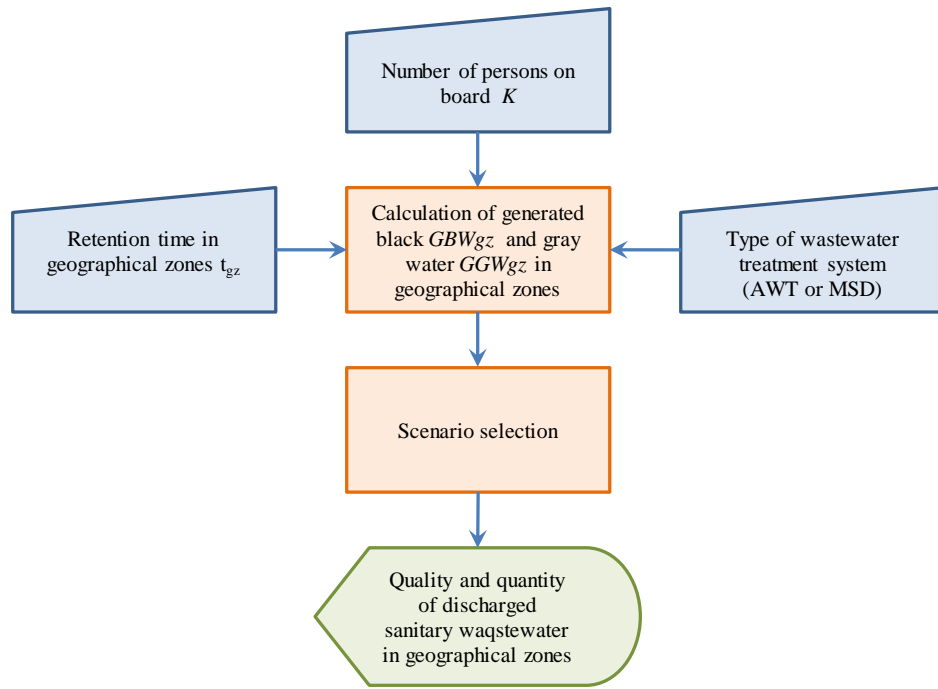 Number of persons on
board K
Retention time in
geographical zones tgz
Calculation of generated
black GBWgz and gray
water GGWgz in
geographical zones
Type of wastewater
treatment system
(AWT or MSD)
Scenario selection
Quality and quantity
of discharged
sanitary waqstewater
in geographical zones